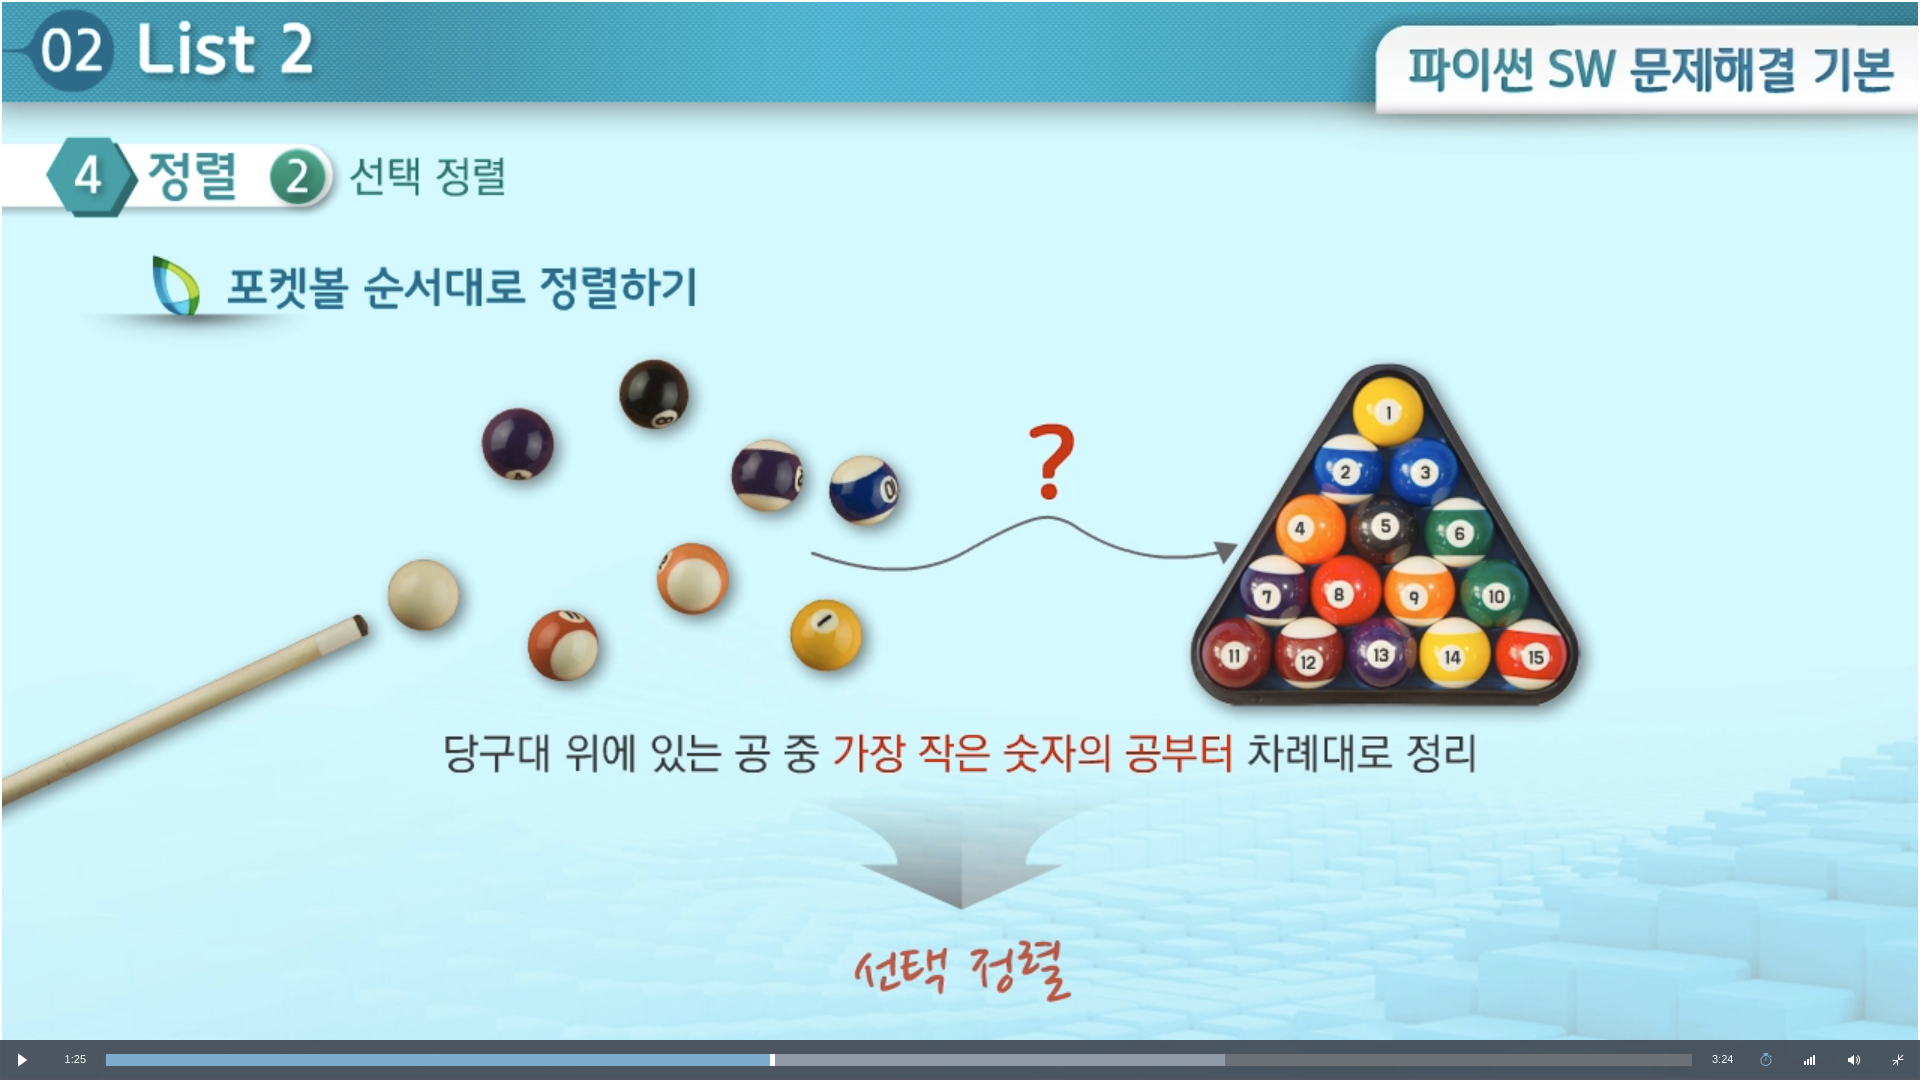 02 List 2
파이썬 SW 문제해결 기본
4 정렬 2 선택 정렬
포켓볼 순서대로 정렬하기
8
10
?
11
1
1
2 3
4 5 6
7 8 9 10
11 12 13 14 15
당구대 위에 있는 공 중 가장 작은 숫자의 공부터 차례대로 정리
선택 정렬
1:25
3:24